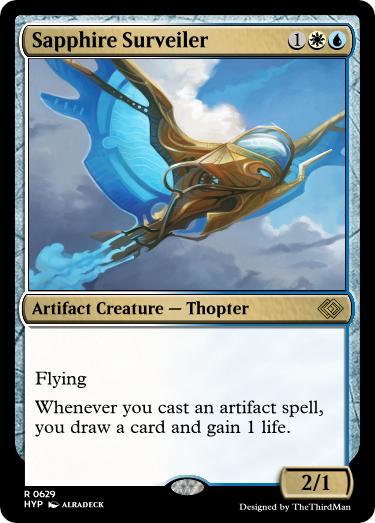 Sapphire Surveiler 1
Artifact Creature — Thopter
Flying
Whenever you cast an artifact spell,
you draw a card and gain 1 life.
2/1
R 0629
HYP ALRADECK
Designed by TheThirdMan